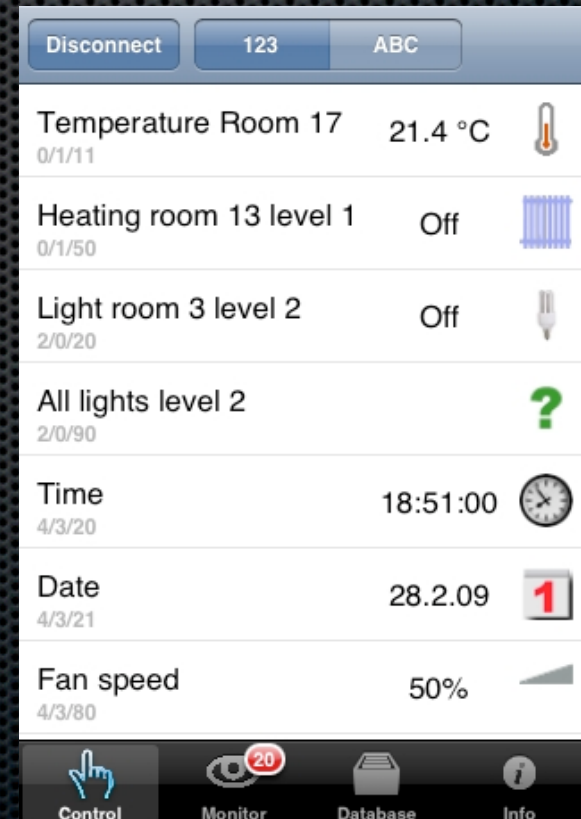 Disconnect 123 ABC
Temperature Room 17 21.4 °C
0/1/11
Heating room 13 level 1 Off
0/1/50
Light room 3 level 2 Off
2/0/20
All lights level 2 ?
2/0/90
Time 18:51:00
4/3/20
Date 28.2.09 1
4/3/21
Fan speed 50%
4/3/80
20
Control Monitor Database Info